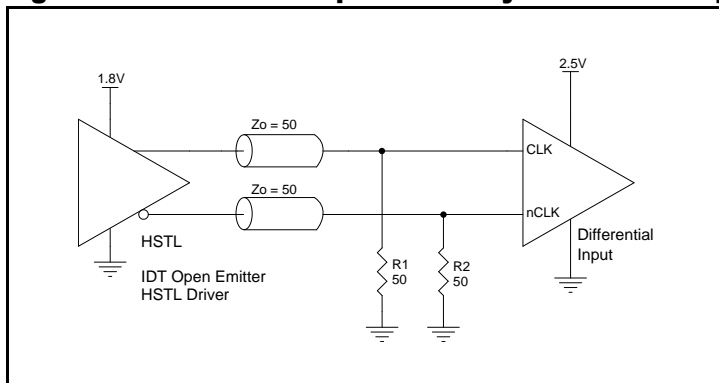 1.8V
2.5V
Zo = 50
CLK
Zo = 50
nCLK
HSTL
Differential
Input
IDT Open Emitter
HSTL Driver
R1
50
R2
50